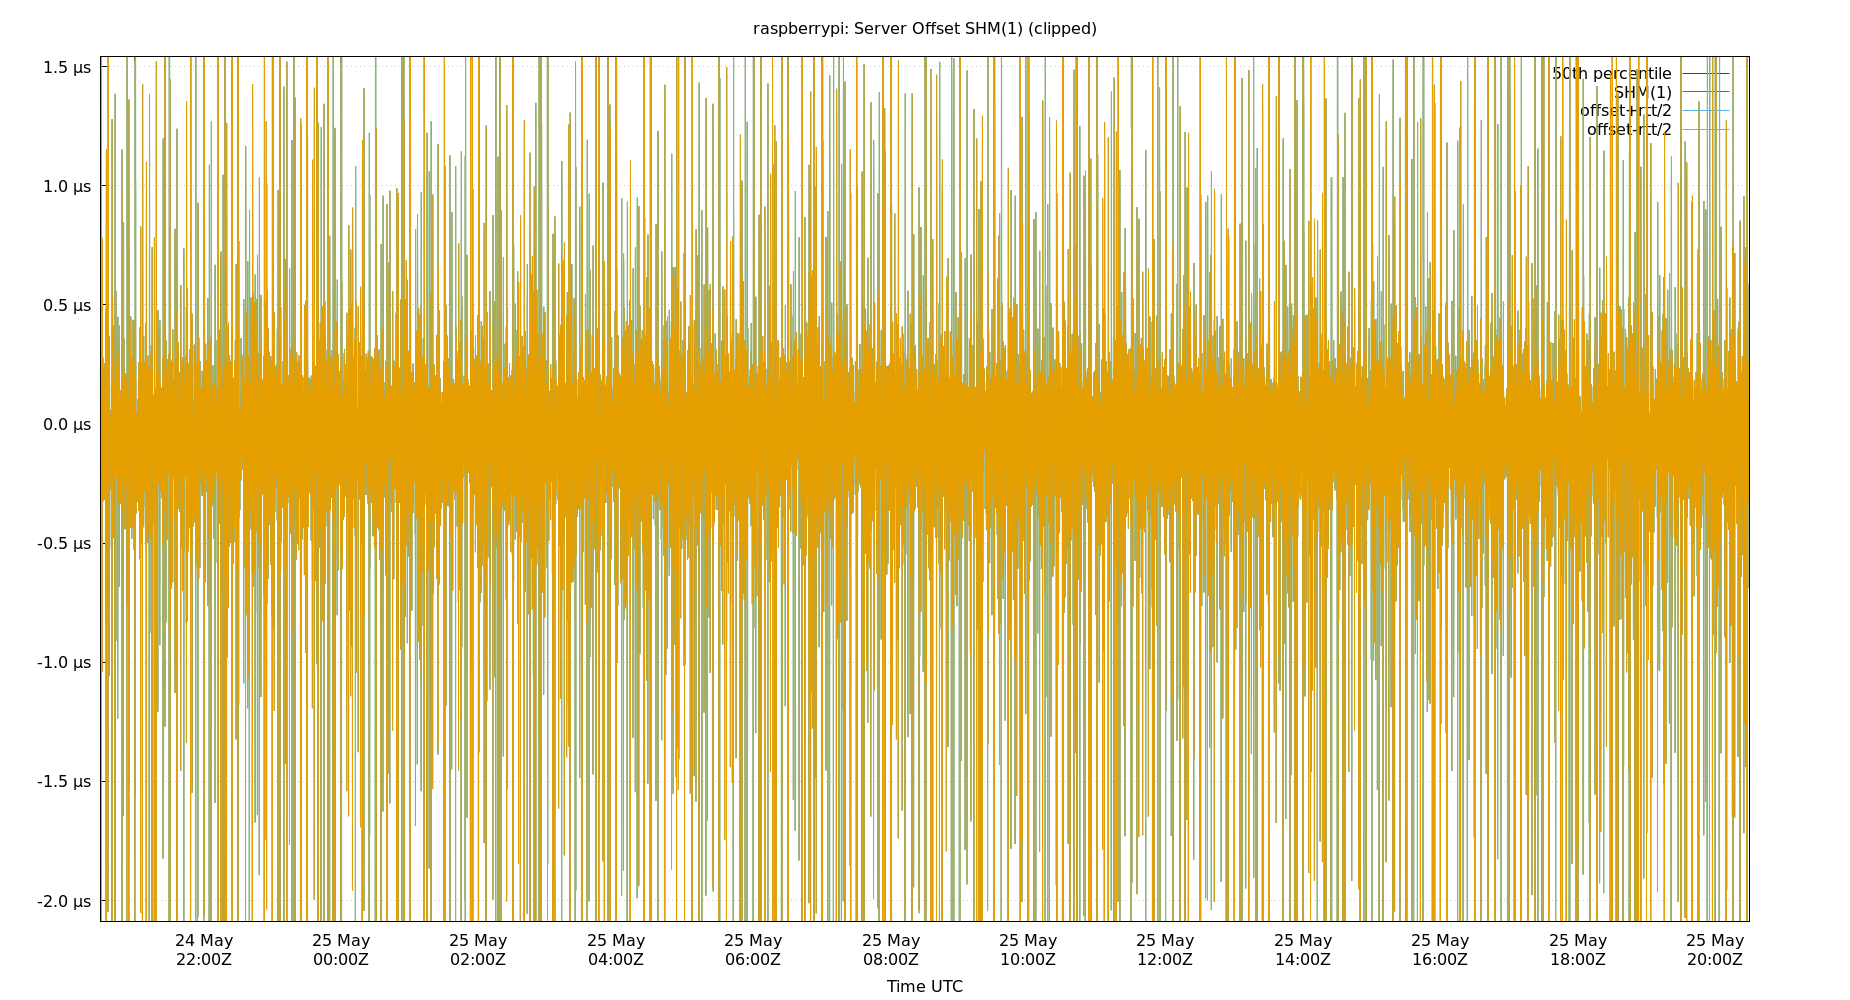 raspberrypi: Server Offset SHM(1) (clipped)
1.5 µs
1.0 µs
0.5 µs
0.0 µs
-0.5 µs
-1.0 µs
-1.5 µs
-2.0 µs
50th percentile
SHM(1)
offset+rtt/2
offset-rtt/2
24 May 25 May 25 May 25 May 25 May 25 May 25 May 25 May 25 May 25 May 25 May 25 May
22:00Z 00:00Z 02:00Z 04:00Z 06:00Z 08:00Z 10:00Z 12:00Z 14:00Z 16:00Z 18:00Z 20:00Z
Time UTC